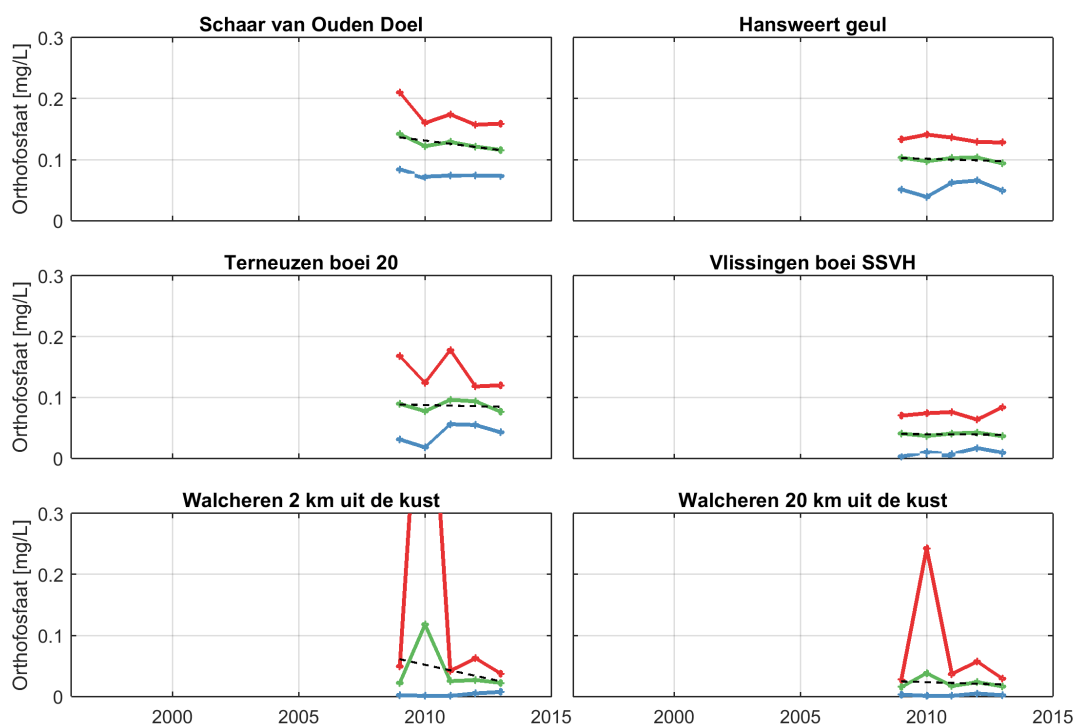 Schaar van Ouden Doel
Hansweert geul
Orthofosfaat [mg/L]
0.3
0.2
0.1
0
Terneuzen boei 20
Vlissingen boei SSVH
Orthofosfaat [mg/L]
0.3
0.2
0.1
0
Walcheren 2 km uit de kust
Walcheren 20 km uit de kust
Orthofosfaat [mg/L]
0.3
0.2
0.1
0
2000 2005 2010 2015 2000 2005 2010 2015